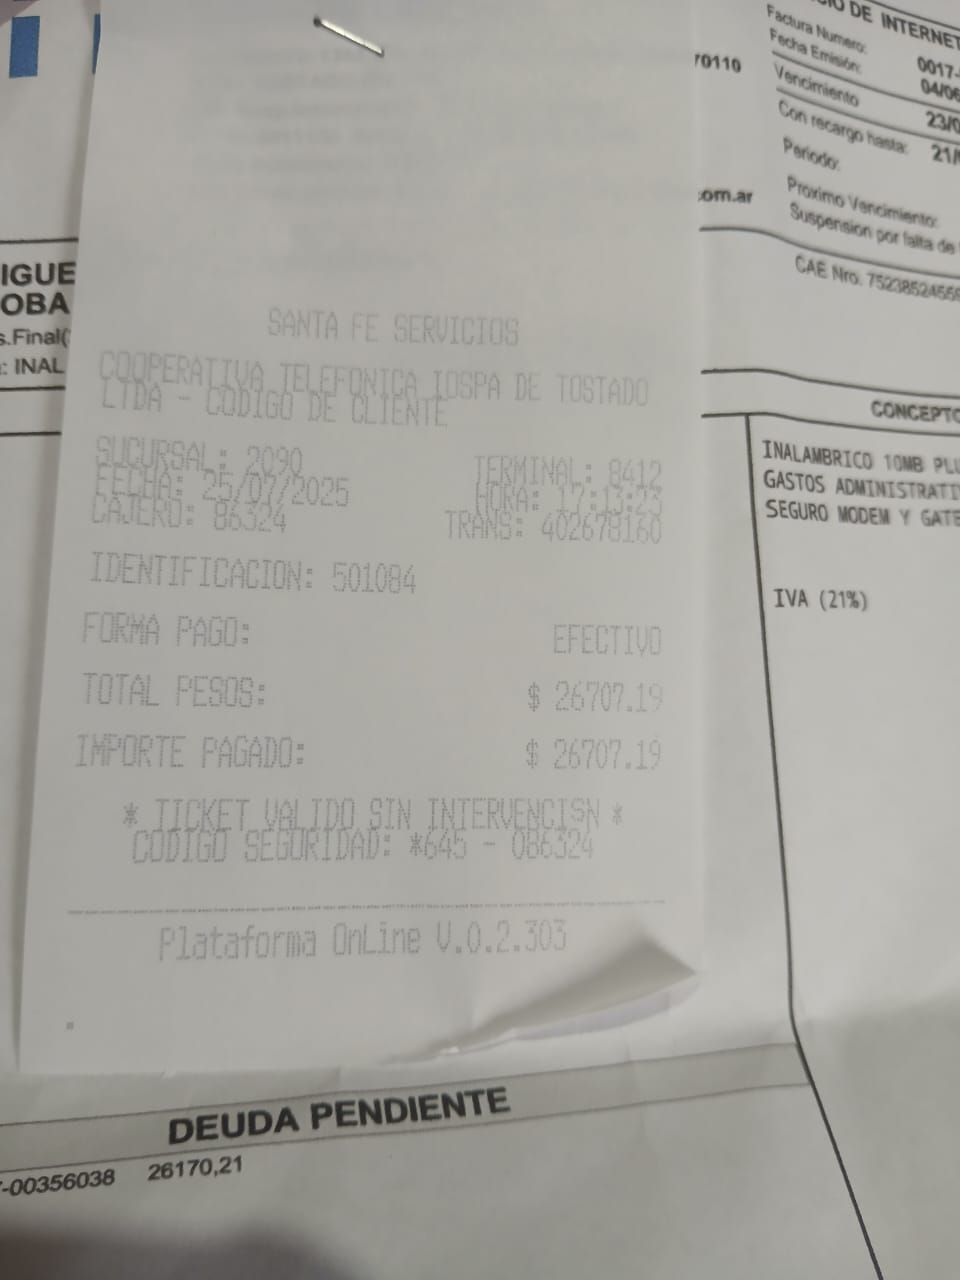 DE INTERNET
Factura Numero: 0017-
Fecha Emisión: 04/06
Vencimiento 23/0
Con recargo hasta: 21/
Periodo:
Proximo Vencimiento:
Suspension por falta de
70110
com.ar
CAE Nro. 7523852455
IGUE
OBA
s.Final(
: INAL
SANTA FE SERVICIOS
COOPERATIVA TELEFONICA IOSPA DE TOSTADO
LTDA - CODIGO DE CLIENTE
SUCURSAL: 2090 TERMINAL: 8412
FECHA: 25/07/2025 HORA: 17:13:23
CAJERO: 86324 TRANS: 402678160
IDENTIFICACION: 501084
FORMA PAGO: EFECTIVO
TOTAL PESOS: $ 26707.19
IMPORTE PAGADO: $ 26707.19
* TICKET VALIDO SIN INTERVENCISN *
CODIGO SEGURIDAD: *645 - 086324
Plataforma OnLine V.0.2.303
CONCEPTO
INALAMBRICO 10MB PLU
GASTOS ADMINISTRATI
SEGURO MODEM Y GATE
IVA (21%)
DEUDA PENDIENTE
-00356038 26170,21